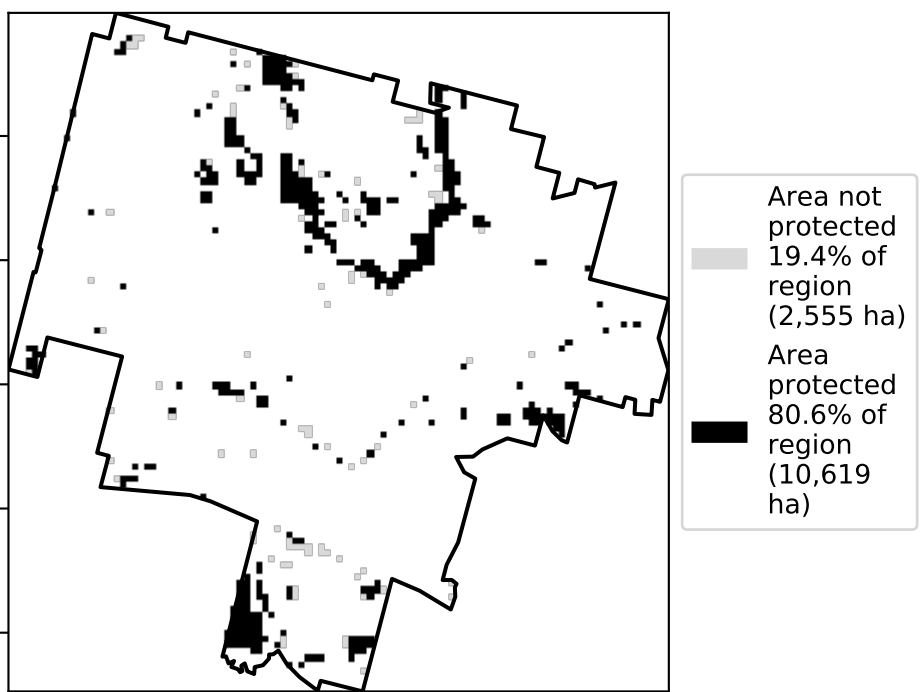 Area not
protected
19.4% of
region
(2,555 ha)
Area
protected
80.6% of
region
(10,619
ha)